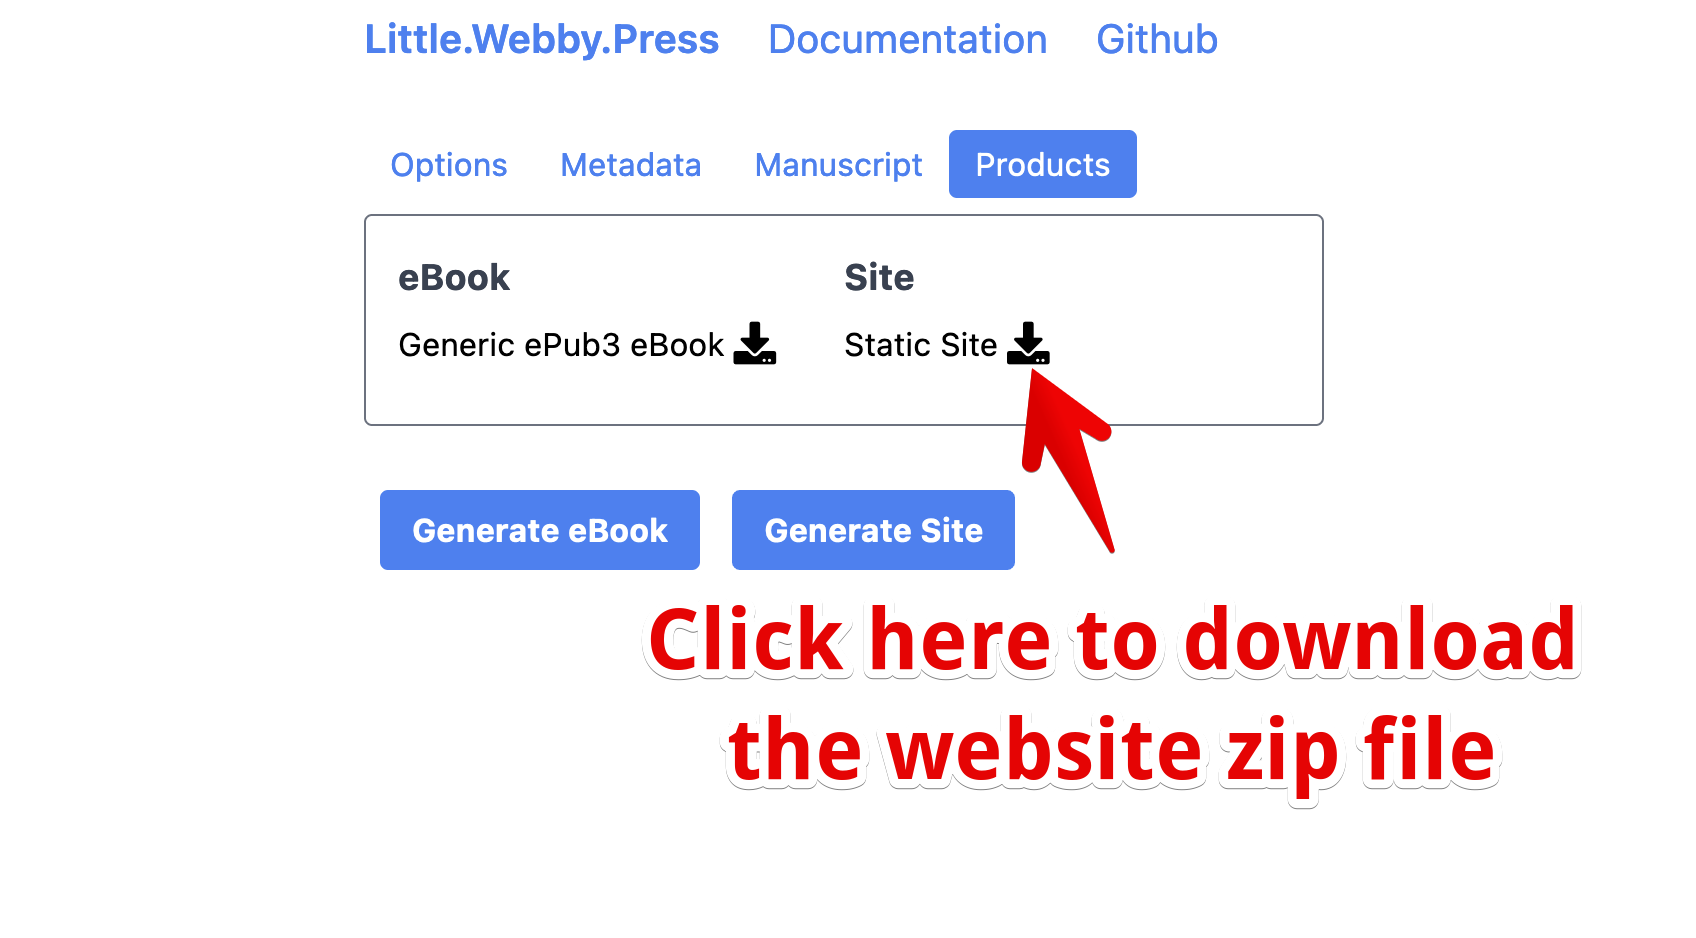 Little.Webby.Press Documentation Github
Options Metadata Manuscript Products
eBook Site
Generic ePub3 eBook Static Site
Generate eBook Generate Site
Click here to download
the website zip file